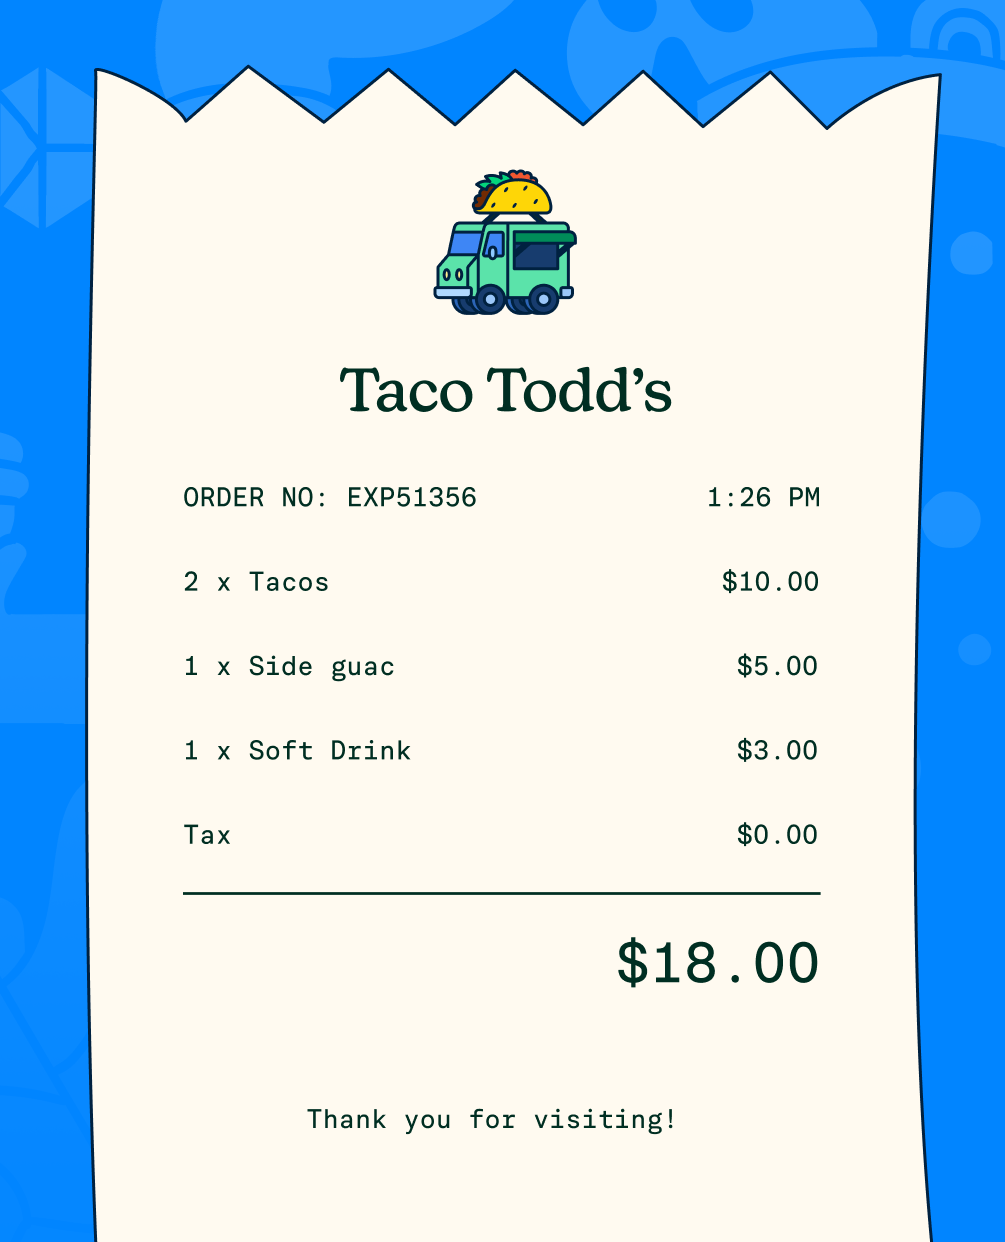 Taco Todd’s
ORDER NO: EXP51356 1:26 PM
2 x Tacos $10.00
1 x Side guac $5.00
1 x Soft Drink $3.00
Tax $0.00
$18.00
Thank you for visiting!